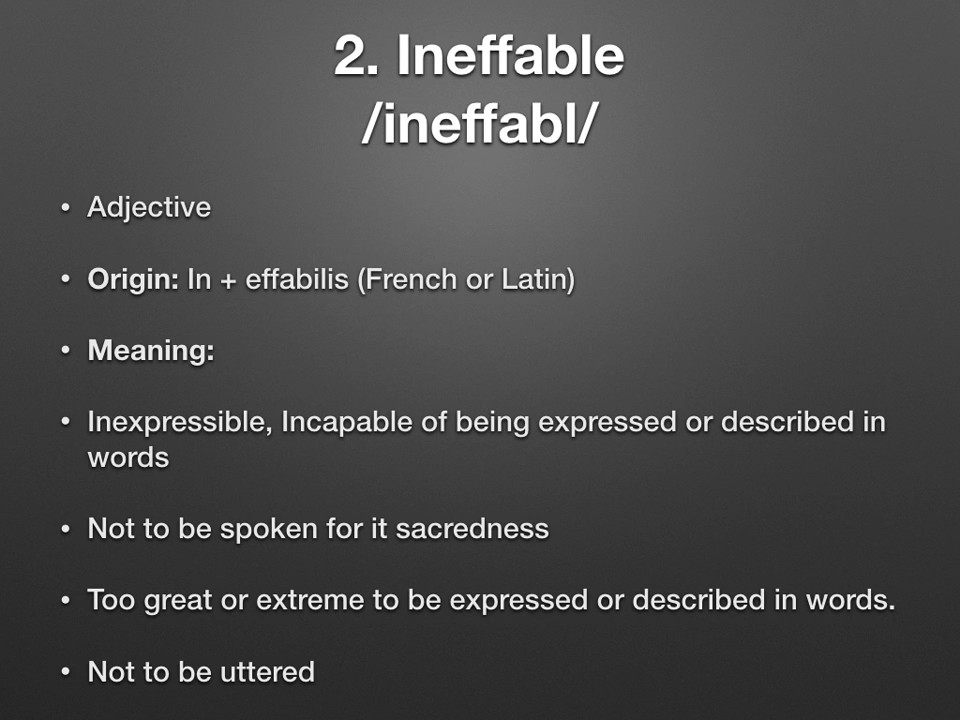 2. Ineffable
/ineffabl/
• Adjective
• Origin: In + effabilis (French or Latin)
• Meaning:
• Inexpressible, Incapable of being expressed or described in
words
• Not to be spoken for it sacredness
• Too great or extreme to be expressed or described in words.
• Not to be uttered